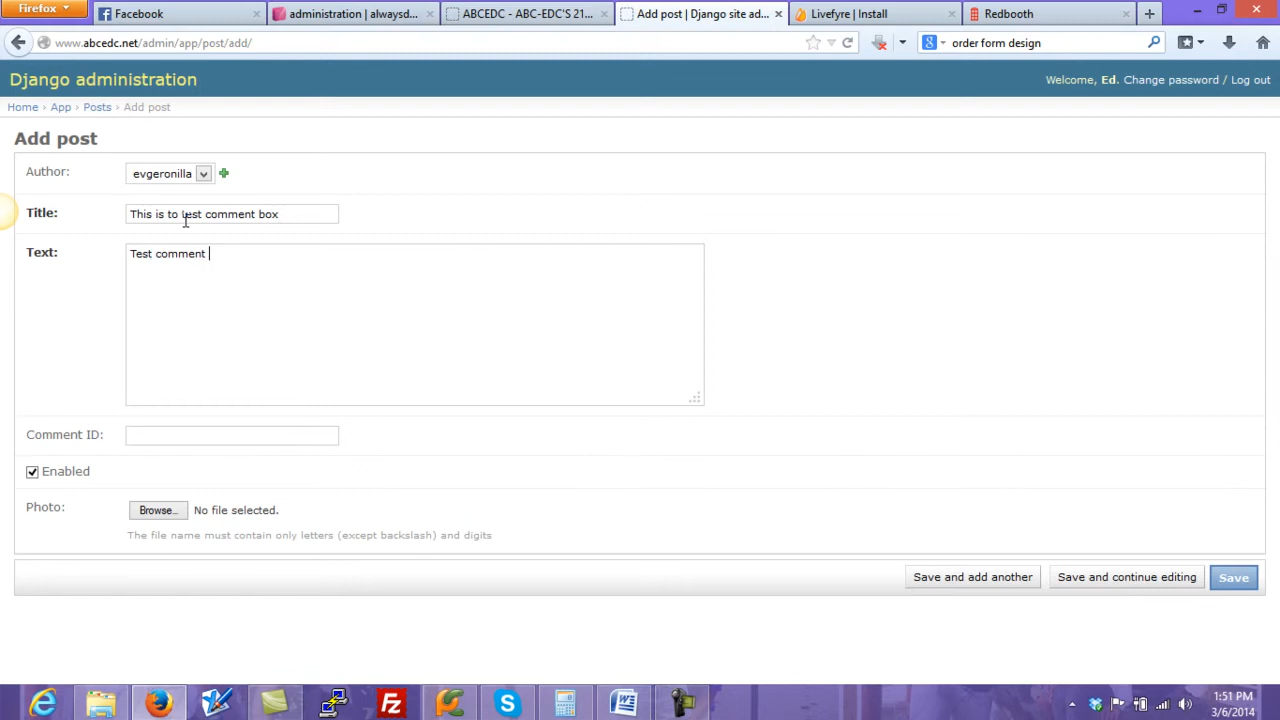 Firefox
Facebook
administration | alwaysd...
ABCEDC - ABC-EDC'S 21...
Add post | Django site ad...
Livefyre | Install
Redbooth
www.abcedc.net/admin/app/post/add/
order form design
Django administration
Welcome, Ed. Change password / Log out
Home › App › Posts › Add post
Add post
Author:
evgeronilla
Title:
This is to test comment box
Text:
Test comment
Comment ID:
Enabled
Photo:
Browse...
No file selected.
The file name must contain only letters (except backslash) and digits
Save and add another
Save and continue editing
Save
1:51 PM
3/6/2014